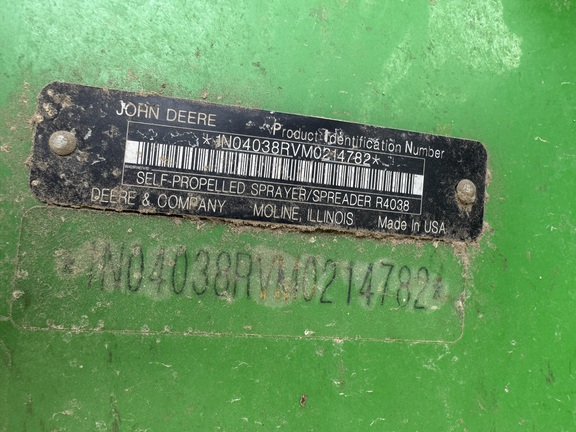 JOHN DEERE
Product Identification Number
*1N04038RVM0214782*
SELF-PROPELLED SPRAYER/SPREADER R4038
DEERE & COMPANY MOLINE, ILLINOIS Made in USA
*1N04038RVM0214782*